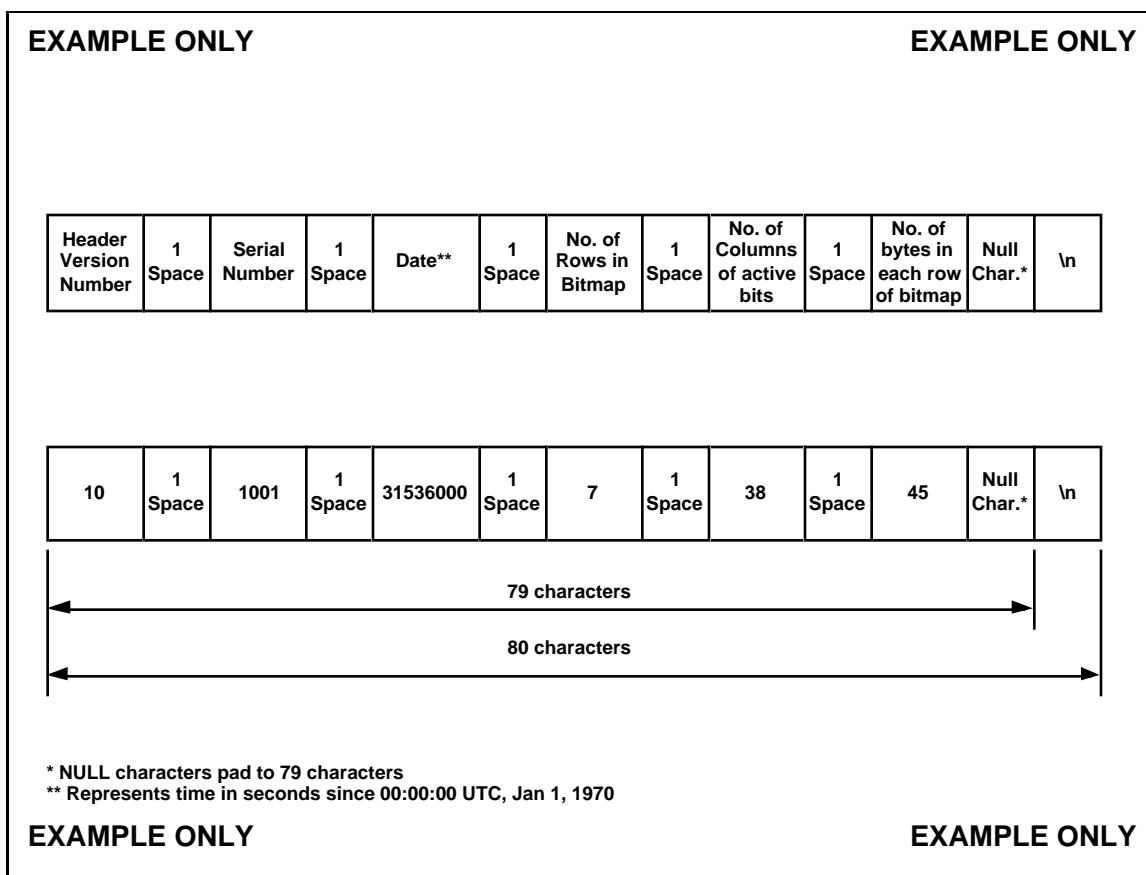 EXAMPLE ONLY EXAMPLE ONLY
Header Version Number 1 Space Serial Number 1 Space Date** 1 Space No. of Rows in Bitmap 1 Space No. of Columns of active bits 1 Space No. of bytes in each row of bitmap Null Char.* \n
10 1 Space 1001 1 Space 31536000 1 Space 7 1 Space 38 1 Space 45 Null Char.* \n
79 characters
80 characters
* NULL characters pad to 79 characters
** Represents time in seconds since 00:00:00 UTC, Jan 1, 1970
EXAMPLE ONLY EXAMPLE ONLY